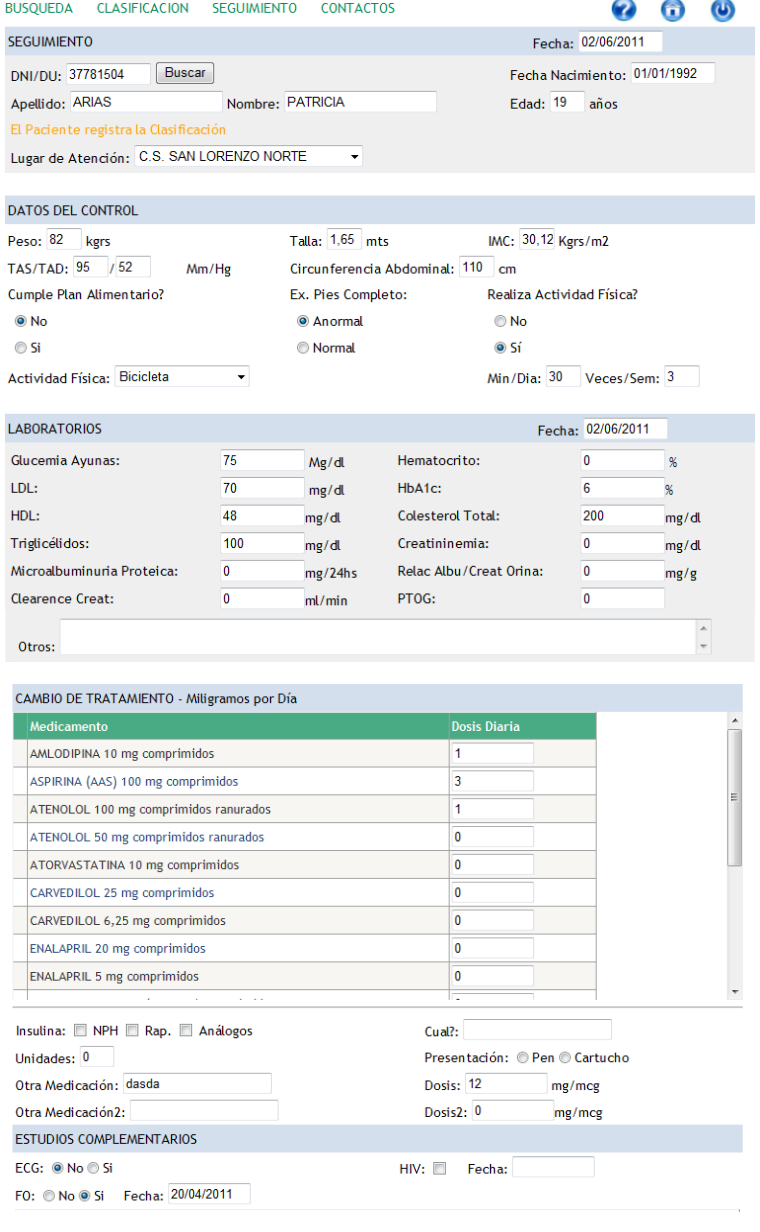 BUSQUEDA CLASIFICACION SEGUIMIENTO CONTACTOS
SEGUIMIENTO Fecha: 02/06/2011
DNI/DU: 37781504 Buscar Fecha Nacimiento: 01/01/1992
Apellido: ARIAS Nombre: PATRICIA Edad: 19 años
El Paciente registra la Clasificación
Lugar de Atención: C.S. SAN LORENZO NORTE
DATOS DEL CONTROL
Peso: 82 kgrs Talla: 1,65 mts IMC: 30,12 Kgrs/m2
TAS/TAD: 95 / 52 Mm/Hg Circunferencia Abdominal: 110 cm
Cumple Plan Alimentario? Ex. Pies Completo: Realiza Actividad Física?
No Anormal No
Si Normal Sí
Actividad Física: Bicicleta Min/Dia: 30 Veces/Sem: 3
LABORATORIOS Fecha: 02/06/2011
Glucemia Ayunas: 75 Mg/dl Hematocrito: 0 %
LDL: 70 mg/dl HbA1c: 6 %
HDL: 48 mg/dl Colesterol Total: 200 mg/dl
Triglicélidos: 100 mg/dl Creatininemia: 0 mg/dl
Microalbuminuria Proteica: 0 mg/24hs Relac Albu/Creat Orina: 0 mg/g
Clearence Creat: 0 ml/min PTOG: 0
Otros:
CAMBIO DE TRATAMIENTO - Miligramos por Día
Medicamento Dosis Diaria
AMLODIPINA 10 mg comprimidos 1
ASPIRINA (AAS) 100 mg comprimidos 3
ATENOLOL 100 mg comprimidos ranurados 1
ATENOLOL 50 mg comprimidos ranurados 0
ATORVASTATINA 10 mg comprimidos 0
CARVEDILOL 25 mg comprimidos 0
CARVEDILOL 6,25 mg comprimidos 0
ENALAPRIL 20 mg comprimidos 0
ENALAPRIL 5 mg comprimidos 0
Insulina: NPH Rap. Análogos Cual?:
Unidades: 0 Presentación: Pen Cartucho
Otra Medicación: dasda Dosis: 12 mg/mcg
Otra Medicación2: Dosis2: 0 mg/mcg
ESTUDIOS COMPLEMENTARIOS
ECG: No Si HIV: Fecha:
FO: No Si Fecha: 20/04/2011